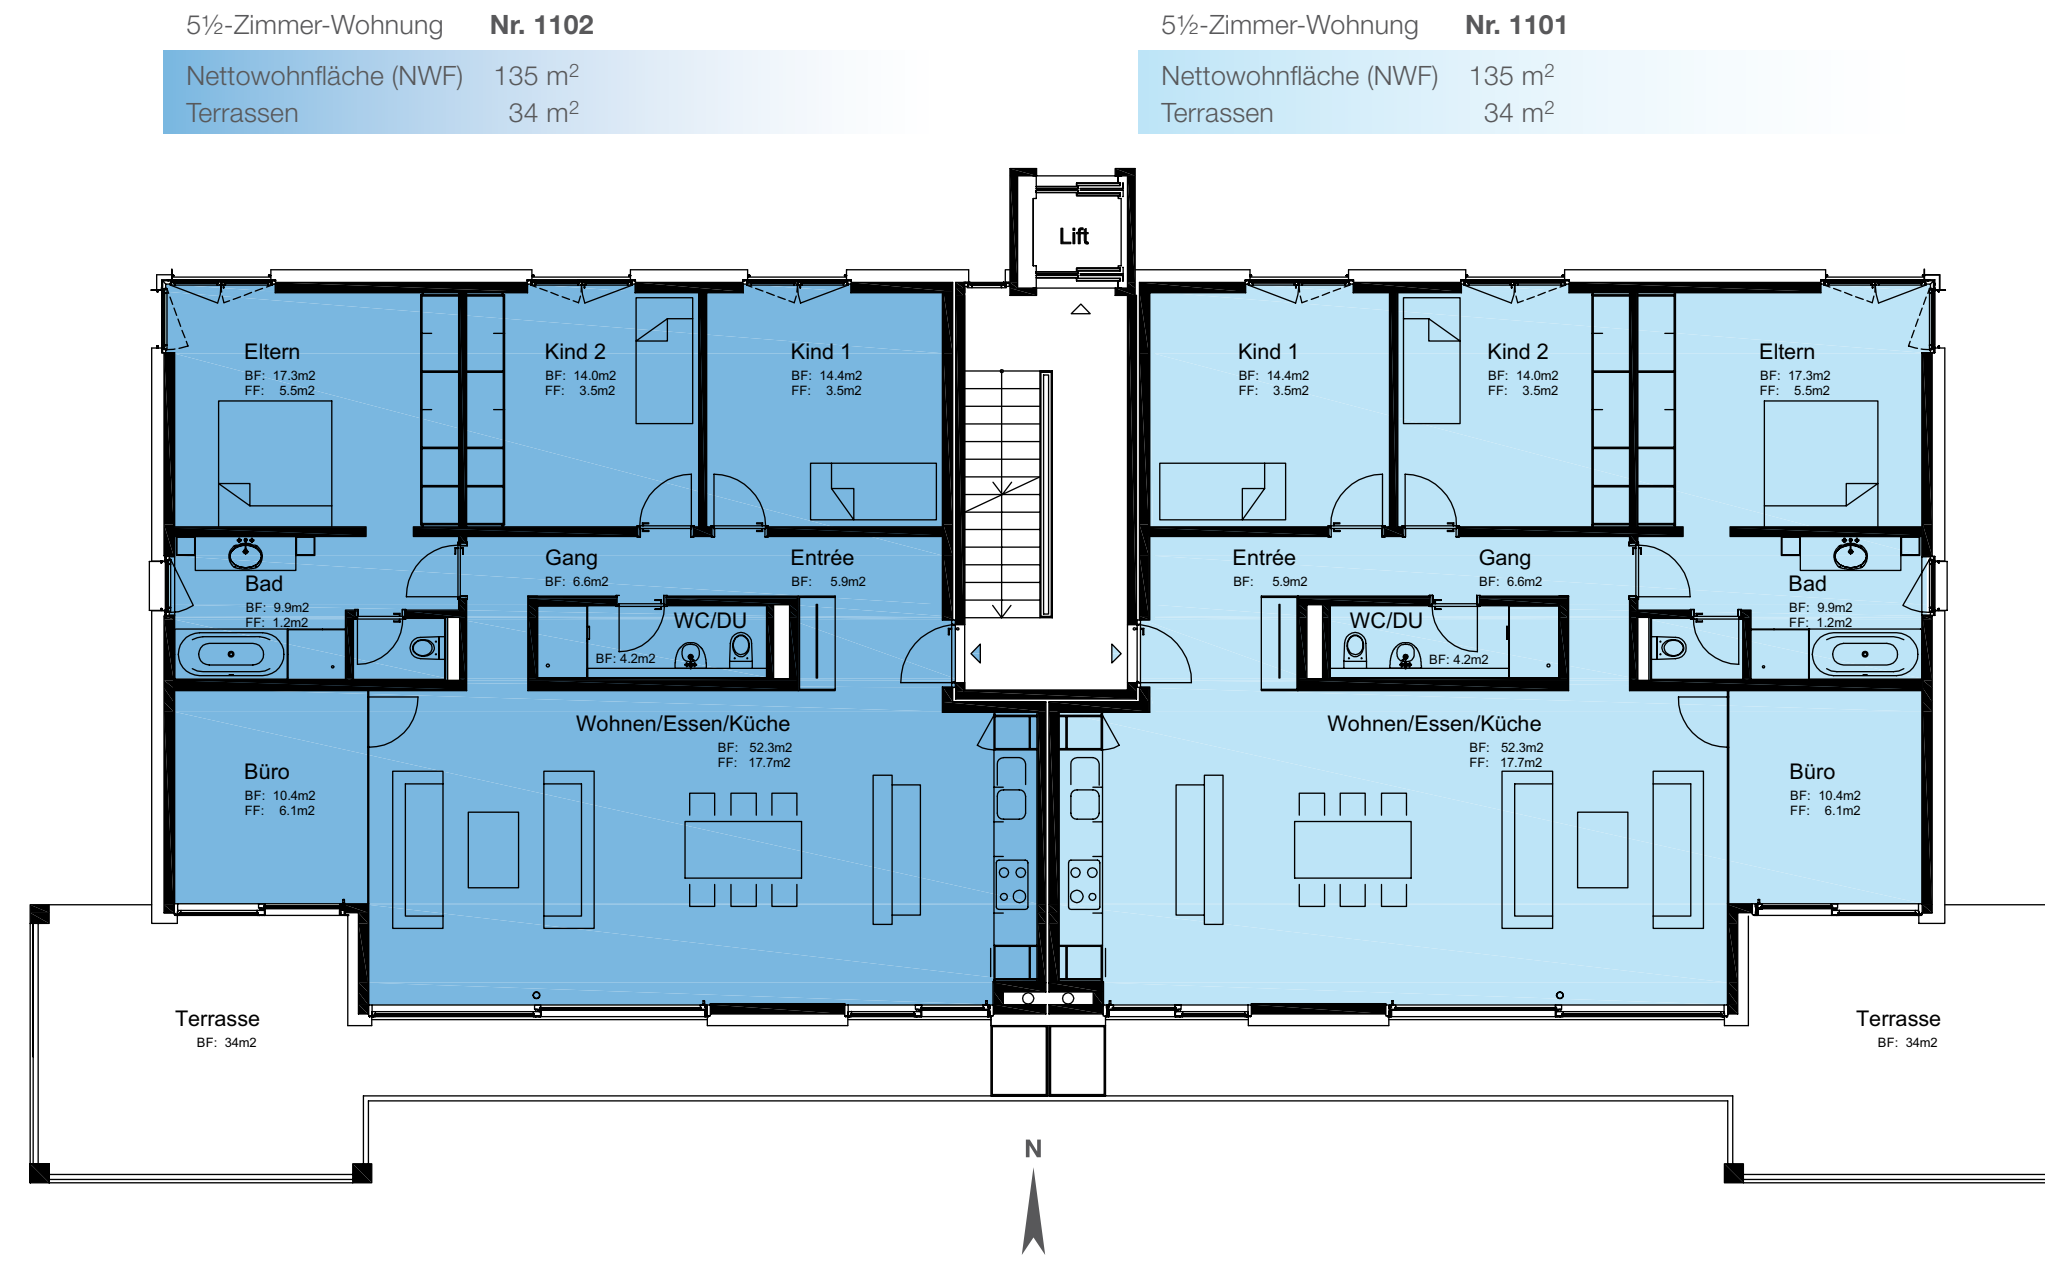 5½-Zimmer-Wohnung Nr. 1102
Nettowohnfläche (NWF) 135 m²
Terrassen 34 m²
5½-Zimmer-Wohnung Nr. 1101
Nettowohnfläche (NWF) 135 m²
Terrassen 34 m²
Lift
Eltern
BF: 17.3m2
FF: 5.5m2
Kind 2
BF: 14.0m2
FF: 3.5m2
Kind 1
BF: 14.4m2
FF: 3.5m2
Kind 1
BF: 14.4m2
FF: 3.5m2
Kind 2
BF: 14.0m2
FF: 3.5m2
Eltern
BF: 17.3m2
FF: 5.5m2
Bad
BF: 9.9m2
FF: 1.2m2
Gang
BF: 6.6m2
Entrée
BF: 5.9m2
WC/DU
BF: 4.2m2
Entrée
BF: 5.9m2
Gang
BF: 6.6m2
WC/DU
BF: 4.2m2
Bad
BF: 9.9m2
FF: 1.2m2
Wohnen/Essen/Küche
BF: 52.3m2
FF: 17.7m2
Wohnen/Essen/Küche
BF: 52.3m2
FF: 17.7m2
Büro
BF: 10.4m2
FF: 6.1m2
Büro
BF: 10.4m2
FF: 6.1m2
Terrasse
BF: 34m2
Terrasse
BF: 34m2
N